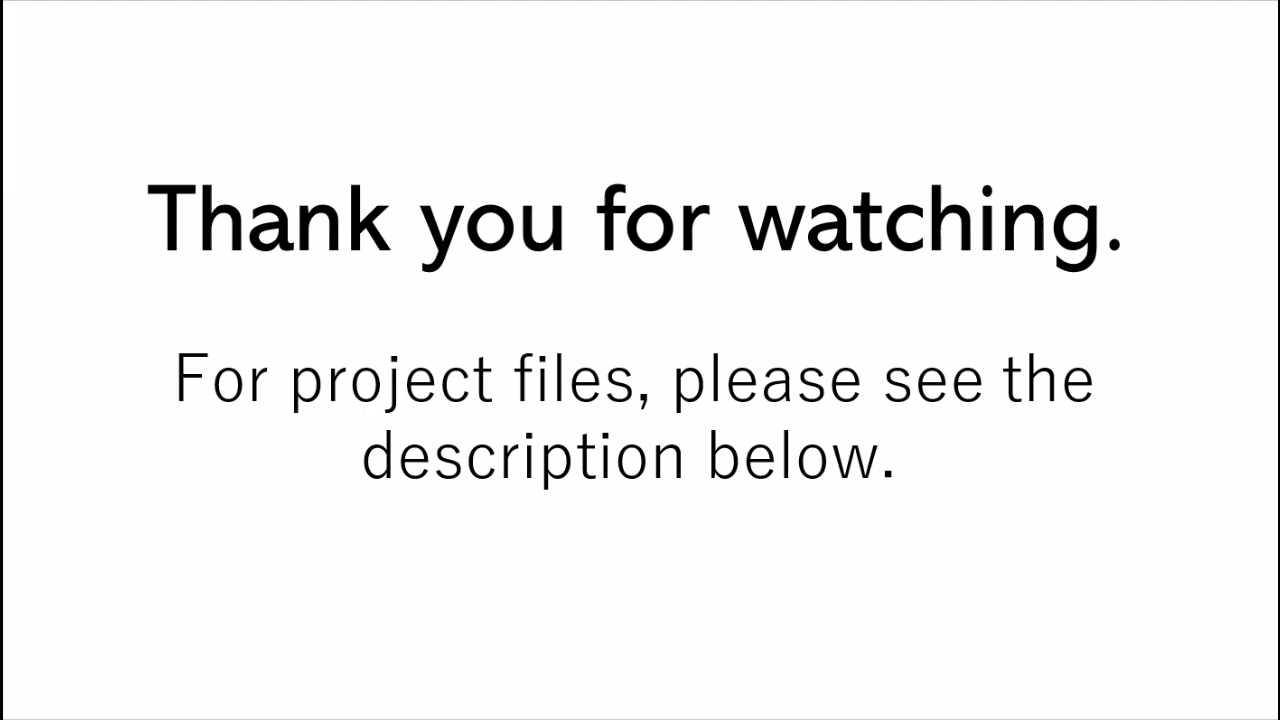 Thank you for watching.
For project files, please see the
description below.